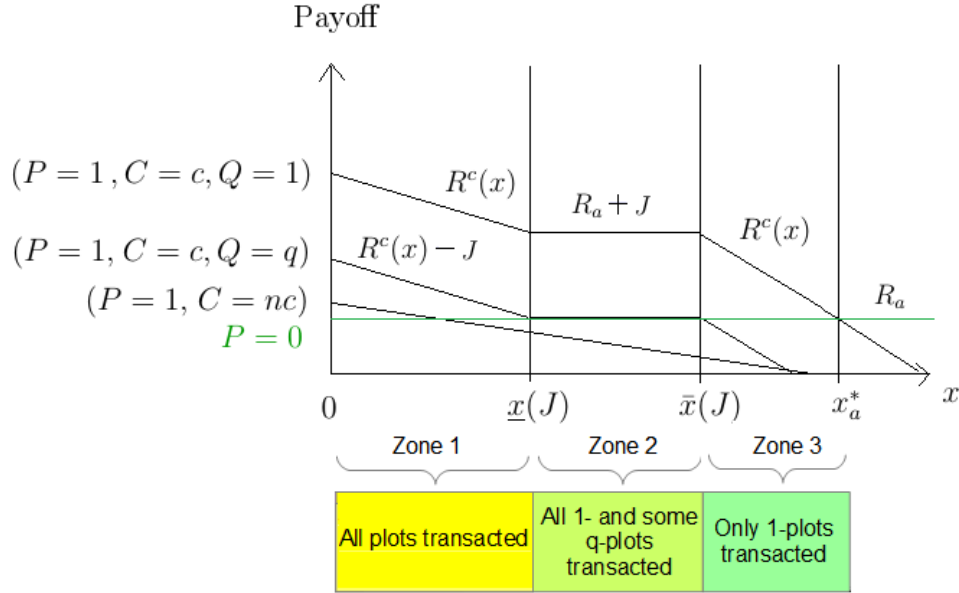 Payoff
(P = 1, C = c, Q = 1)
R^c(x)
R_a + J
R^c(x)
(P = 1, C = c, Q = q)
R^c(x) − J
(P = 1, C = nc)
R_a
P = 0
0
x̲(J)
x̄(J)
x_a^*
x
Zone 1
Zone 2
Zone 3
All plots transacted
All 1- and some
q-plots
transacted
Only 1-plots
transacted